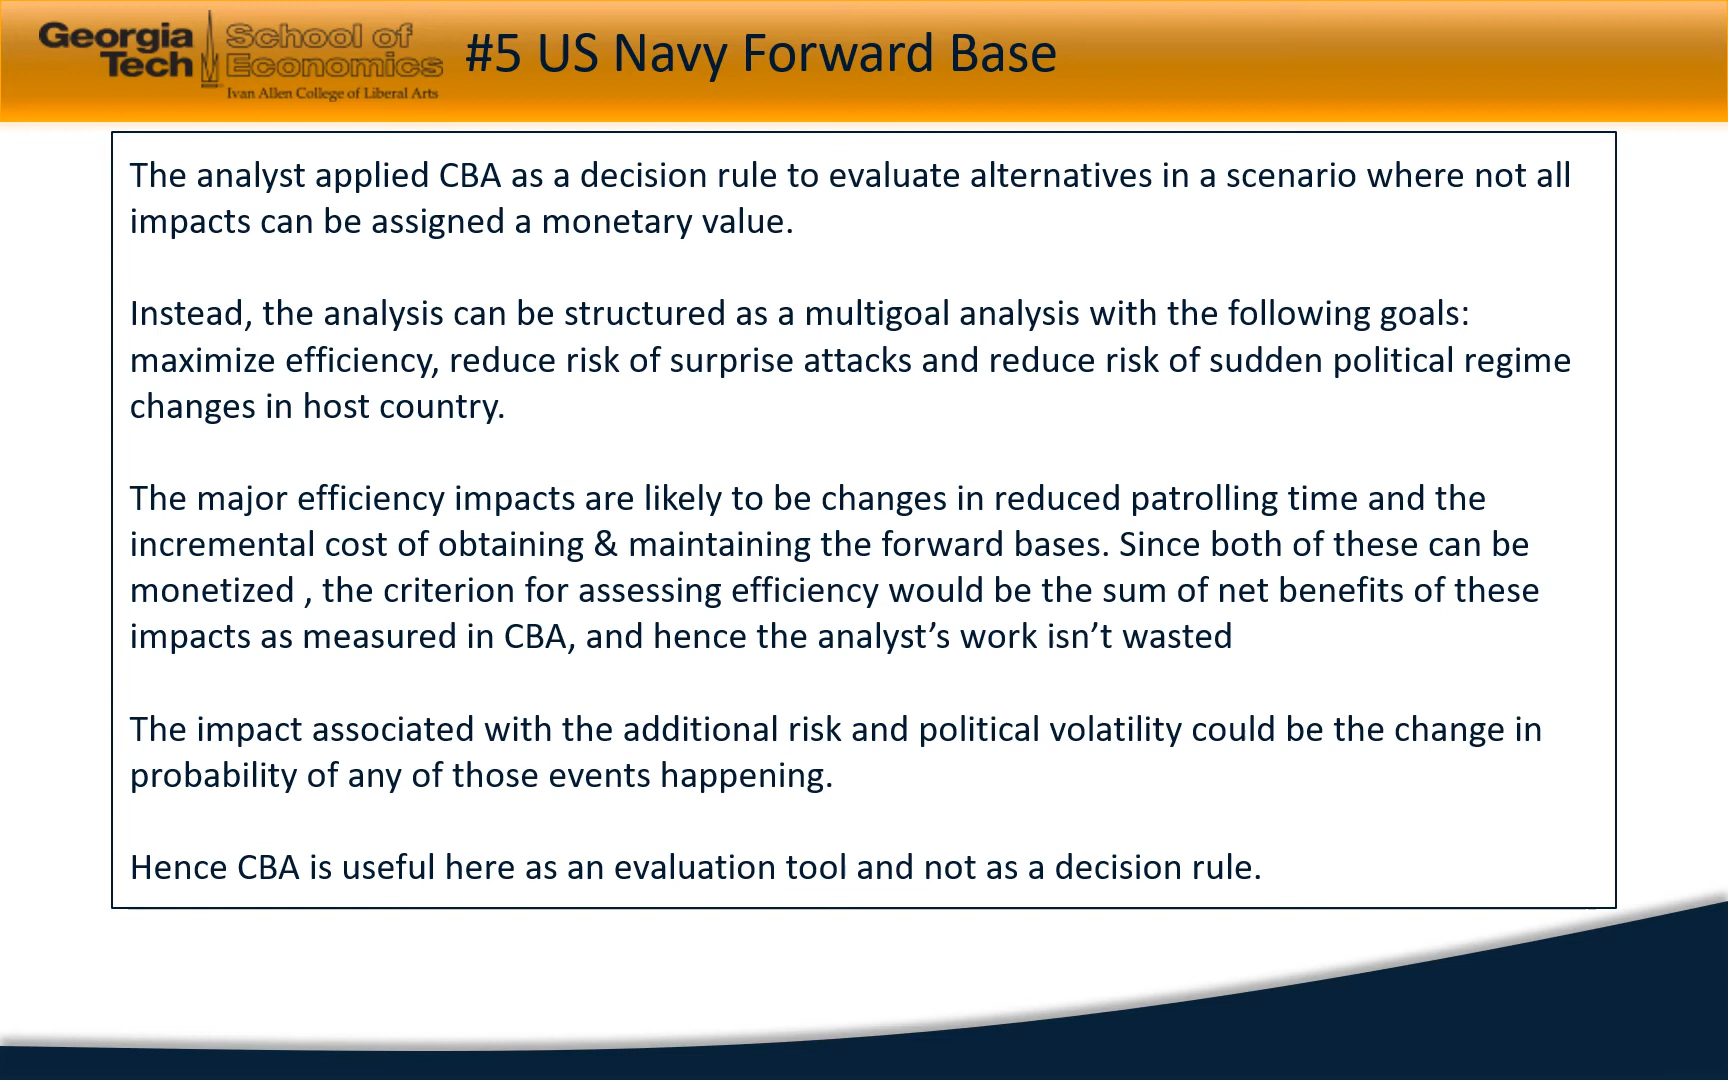 Georgia Tech
School of Economics
Ivan Allen College of Liberal Arts
#5 US Navy Forward Base
The analyst applied CBA as a decision rule to evaluate alternatives in a scenario where not all
impacts can be assigned a monetary value.
Instead, the analysis can be structured as a multigoal analysis with the following goals:
maximize efficiency, reduce risk of surprise attacks and reduce risk of sudden political regime
changes in host country.
The major efficiency impacts are likely to be changes in reduced patrolling time and the
incremental cost of obtaining & maintaining the forward bases. Since both of these can be
monetized , the criterion for assessing efficiency would be the sum of net benefits of these
impacts as measured in CBA, and hence the analyst’s work isn’t wasted
The impact associated with the additional risk and political volatility could be the change in
probability of any of those events happening.
Hence CBA is useful here as an evaluation tool and not as a decision rule.